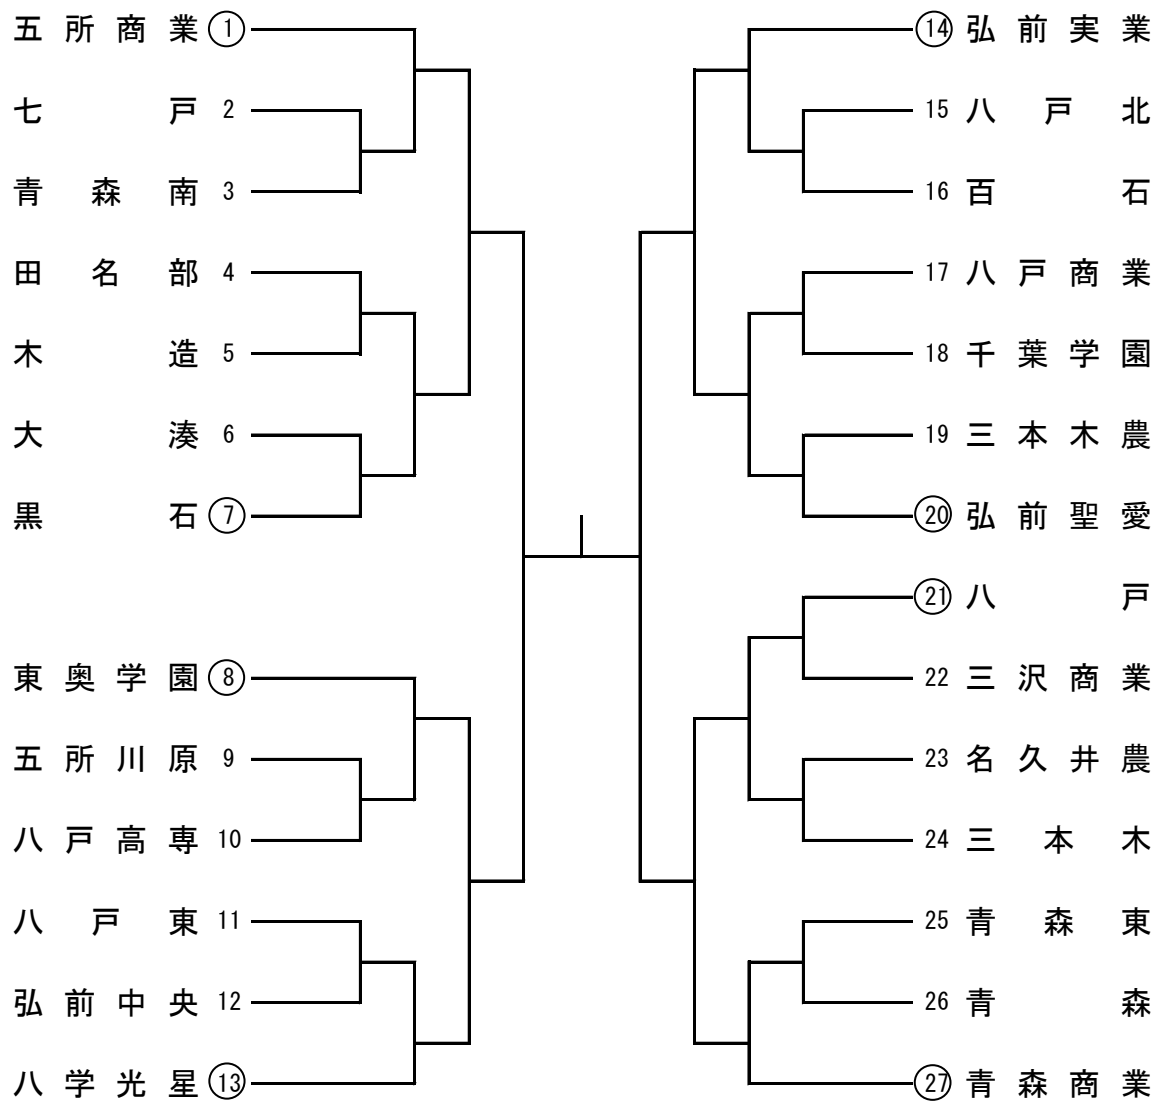 五所商業 ①
七戸 2
青森南 3
田名部 4
木造 5
大湊 6
黒石 ⑦
東奥学園 ⑧
五所川原 9
八戸高専 10
八戸東 11
弘前中央 12
八学光星 ⑬
⑭ 弘前実業
15 八戸北
16 百石
17 八戸商業
18 千葉学園
19 三本木農
⑳ 弘前聖愛
㉑ 八戸
22 三沢商業
23 名久井農
24 三本木
25 青森東
26 青森
㉗ 青森商業